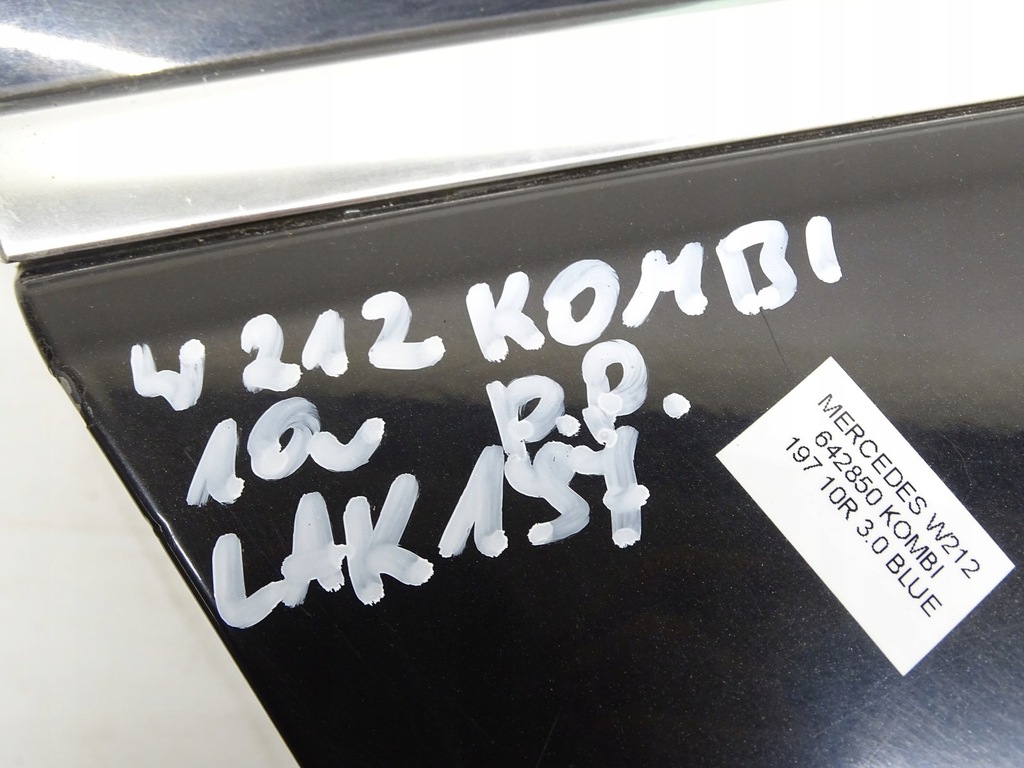 W 212 KOMBI
10r P.P.
LAK 197
MERCEDES W212
642850 KOMBI
197 10R 3.0 BLUE